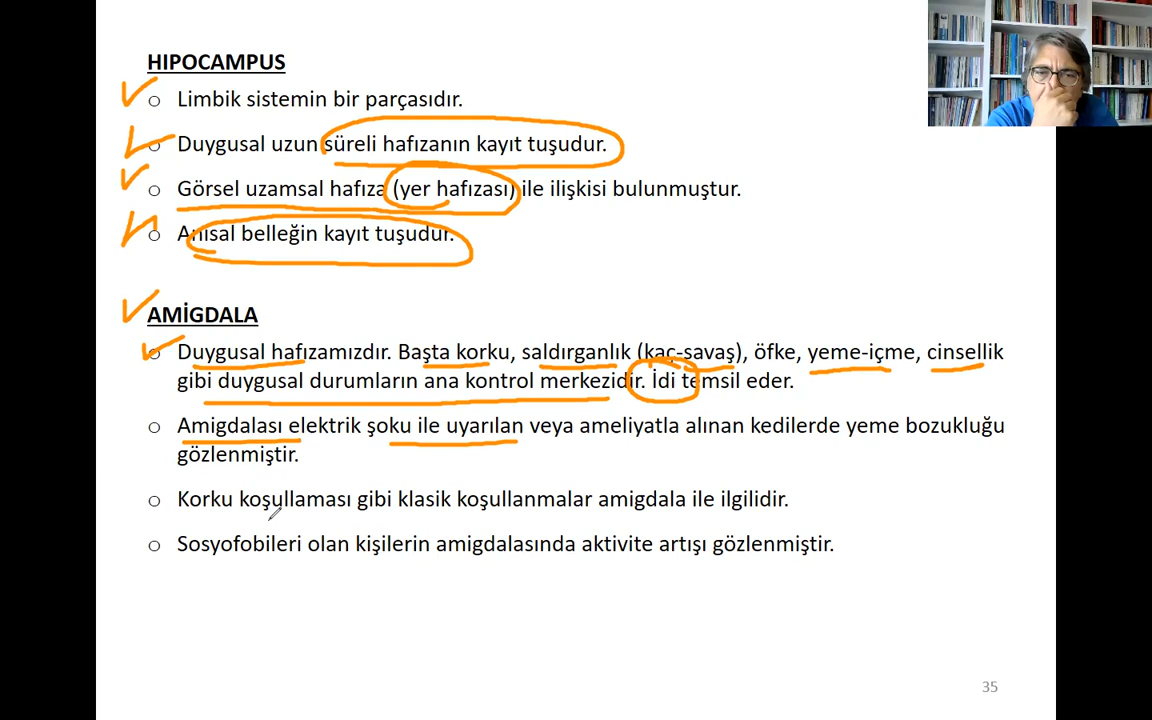 HIPOCAMPUS
o Limbik sistemin bir parçasıdır.
o Duygusal uzun süreli hafızanın kayıt tuşudur.
o Görsel uzamsal hafıza (yer hafızası) ile ilişkisi bulunmuştur.
o Anısal belleğin kayıt tuşudur.
AMİGDALA
o Duygusal hafızamızdır. Başta korku, saldırganlık (kaç-savaş), öfke, yeme-içme, cinsellik
gibi duygusal durumların ana kontrol merkezidir. İdi temsil eder.
o Amigdalası elektrik şoku ile uyarılan veya ameliyatla alınan kedilerde yeme bozukluğu
gözlenmiştir.
o Korku koşullaması gibi klasik koşullanmalar amigdala ile ilgilidir.
o Sosyofobileri olan kişilerin amigdalasında aktivite artışı gözlenmiştir.
35